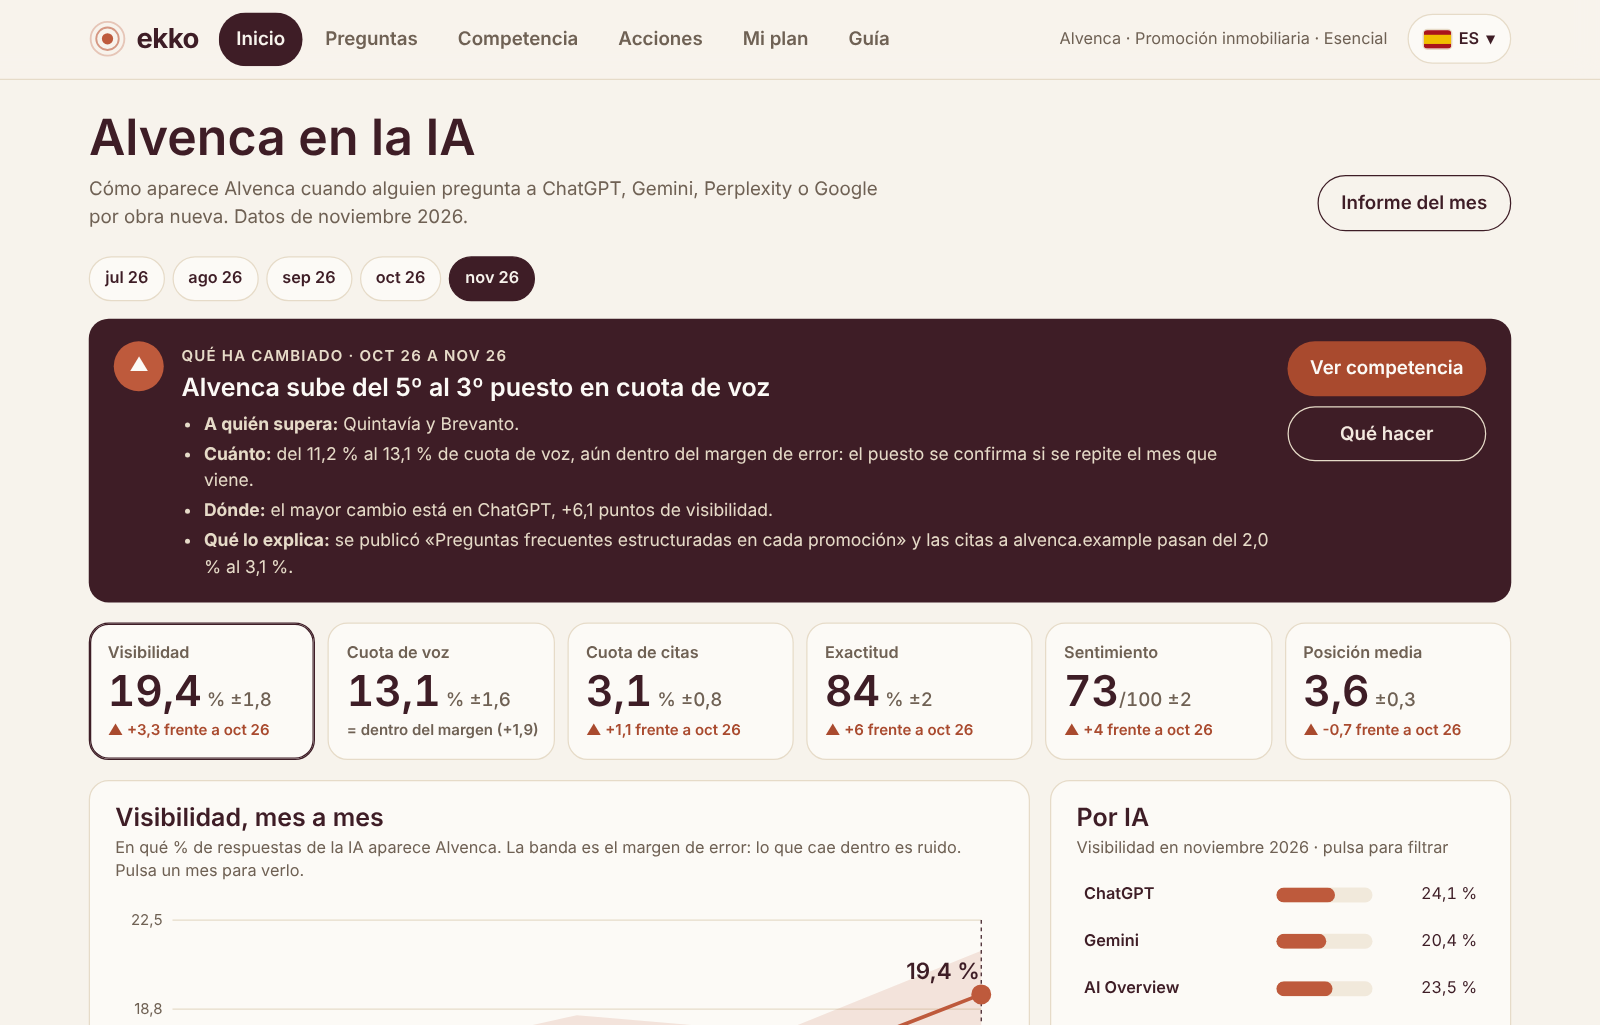 ekko
Inicio
Preguntas
Competencia
Acciones
Mi plan
Guía
Alvenca · Promoción inmobiliaria · Esencial
ES ▾
Alvenca en la IA
Cómo aparece Alvenca cuando alguien pregunta a ChatGPT, Gemini, Perplexity o Google
por obra nueva. Datos de noviembre 2026.
Informe del mes
jul 26
ago 26
sep 26
oct 26
nov 26
QUÉ HA CAMBIADO · OCT 26 A NOV 26
Alvenca sube del 5º al 3º puesto en cuota de voz
• A quién supera: Quintavía y Brevanto.
• Cuánto: del 11,2 % al 13,1 % de cuota de voz, aún dentro del margen de error: el puesto se confirma si se repite el mes que
viene.
• Dónde: el mayor cambio está en ChatGPT, +6,1 puntos de visibilidad.
• Qué lo explica: se publicó «Preguntas frecuentes estructuradas en cada promoción» y las citas a alvenca.example pasan del 2,0
% al 3,1 %.
Ver competencia
Qué hacer
Visibilidad
19,4 % ±1,8
▲ +3,3 frente a oct 26
Cuota de voz
13,1 % ±1,6
= dentro del margen (+1,9)
Cuota de citas
3,1 % ±0,8
▲ +1,1 frente a oct 26
Exactitud
84 % ±2
▲ +6 frente a oct 26
Sentimiento
73/100 ±2
▲ +4 frente a oct 26
Posición media
3,6 ±0,3
▲ -0,7 frente a oct 26
Visibilidad, mes a mes
En qué % de respuestas de la IA aparece Alvenca. La banda es el margen de error: lo que cae dentro es ruido.
Pulsa un mes para verlo.
22,5
19,4 %
18,8
Por IA
Visibilidad en noviembre 2026 · pulsa para filtrar
ChatGPT 24,1 %
Gemini 20,4 %
AI Overview 23,5 %